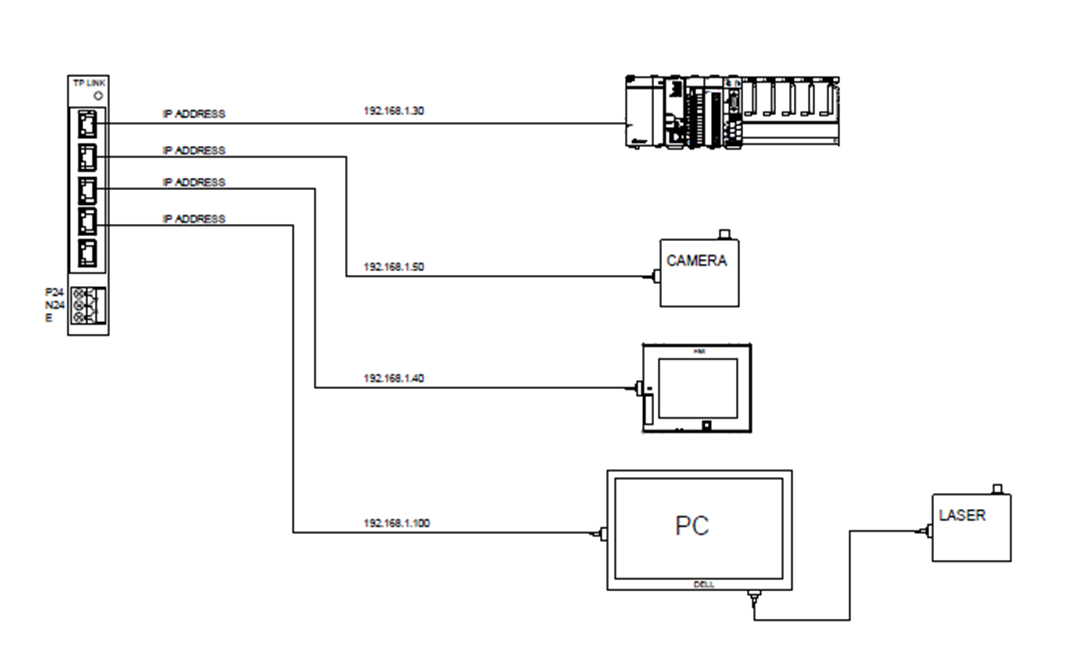 TP LINK
IP ADDRESS
192.168.1.30
IP ADDRESS
IP ADDRESS
IP ADDRESS
192.168.1.50
CAMERA
P24
N24
E
HMI
192.168.1.40
192.168.1.100
PC
DELL
LASER